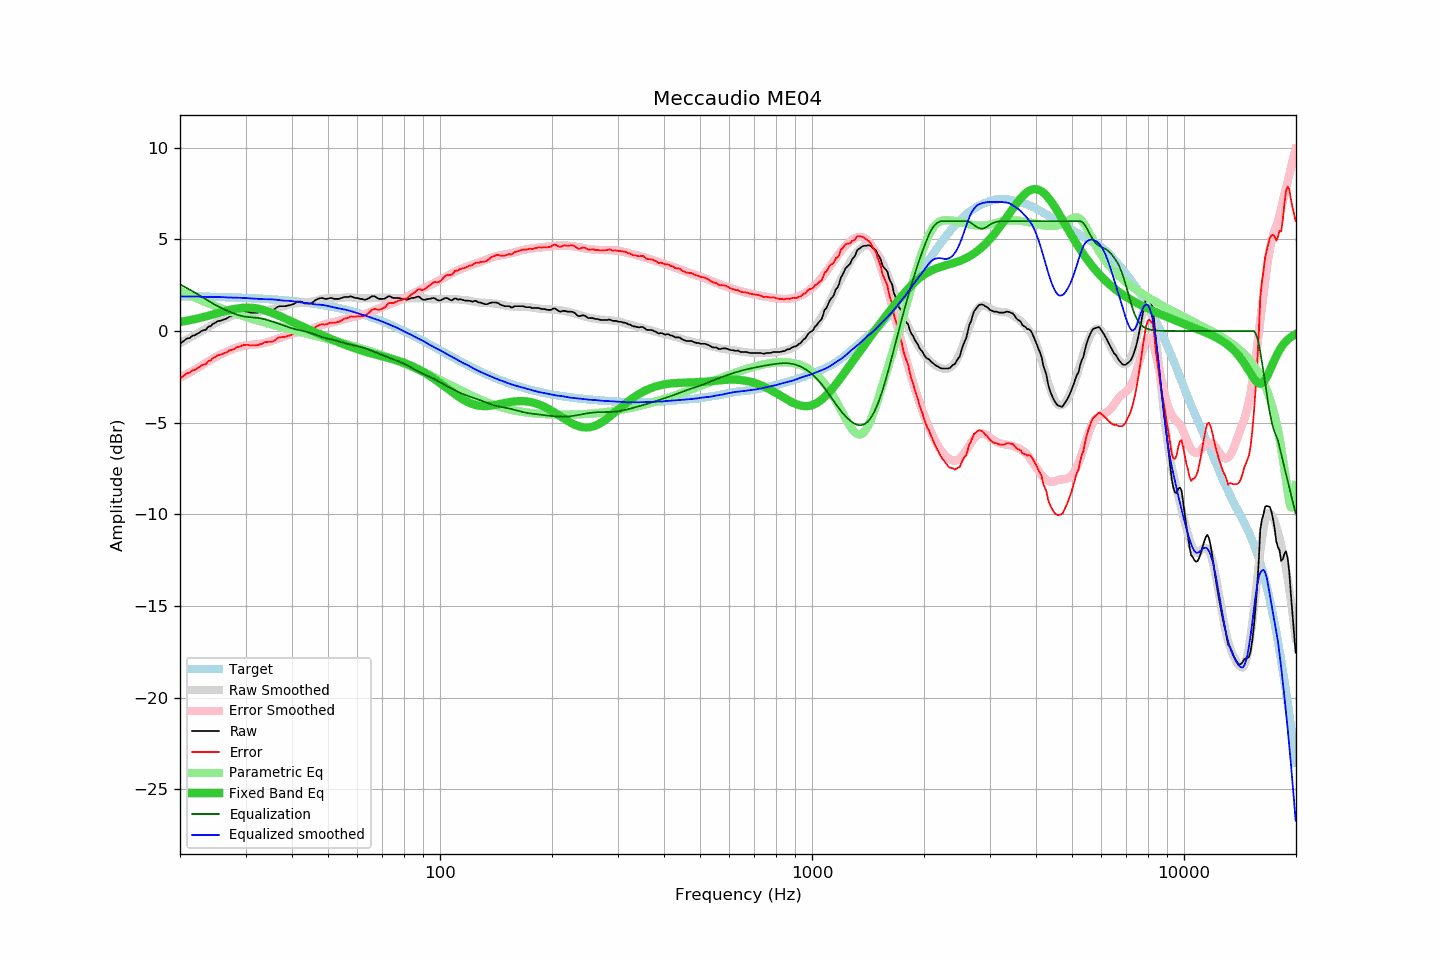 Meccaudio ME04
10
5
0
−5
−10
−15
−20
−25
Amplitude (dBr)
Target
Raw Smoothed
Error Smoothed
Raw
Error
Parametric Eq
Fixed Band Eq
Equalization
Equalized smoothed
100
1000
10000
Frequency (Hz)